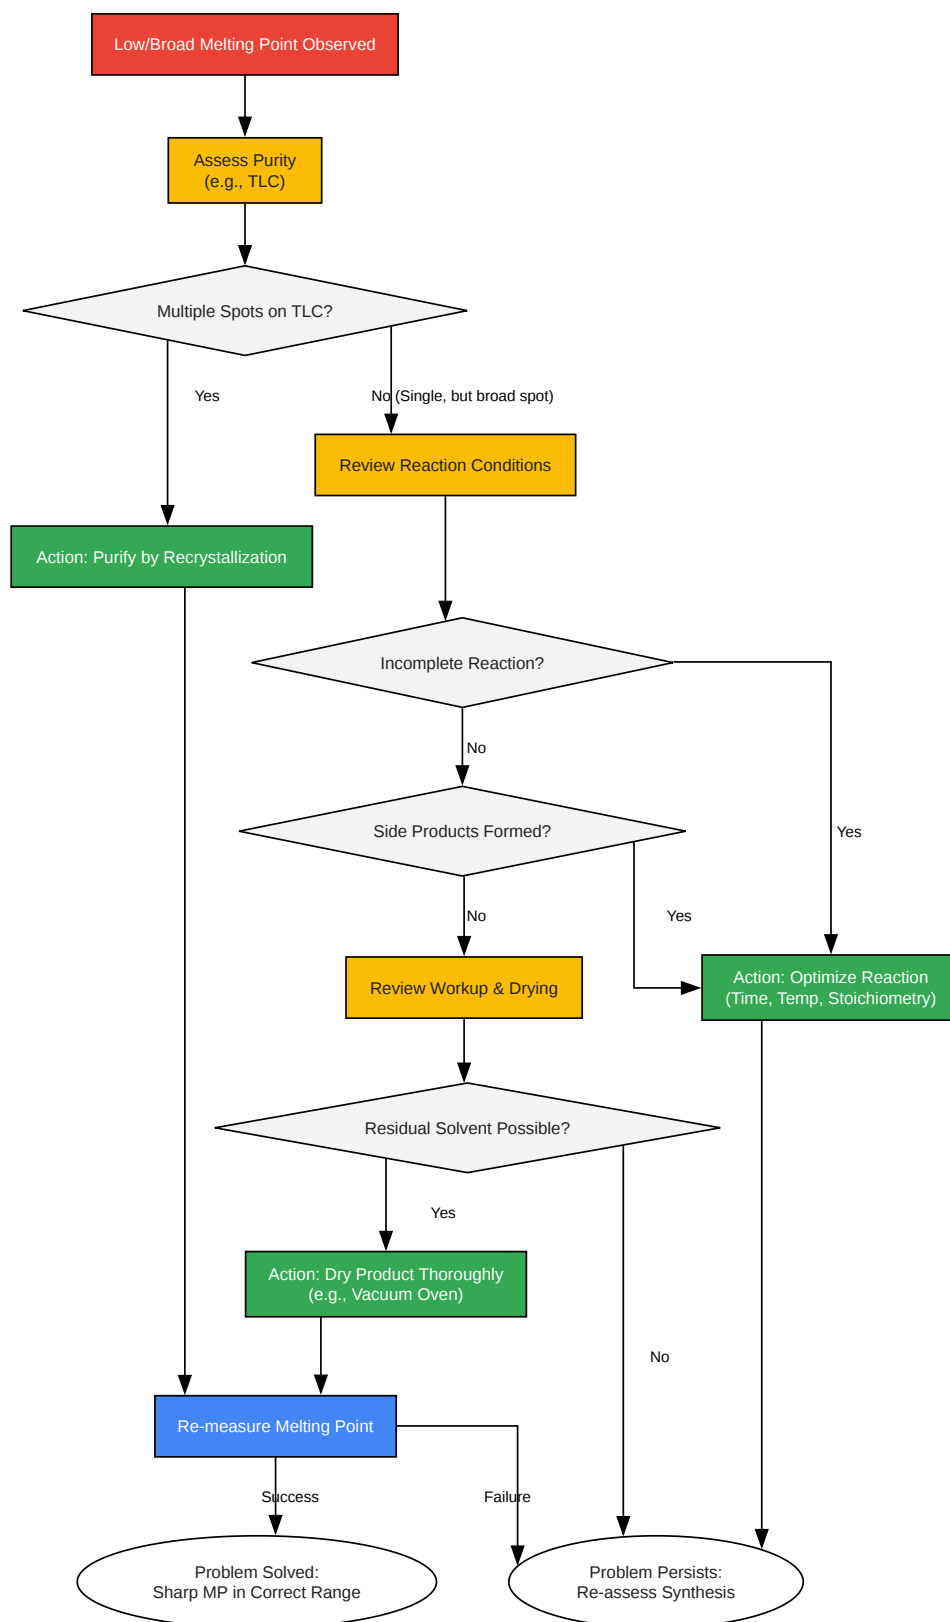 Low/Broad Melting Point Observed
Assess Purity
(e.g., TLC)
Multiple Spots on TLC?
Yes
No (Single, but broad spot)
Review Reaction Conditions
Action: Purify by Recrystallization
Incomplete Reaction?
No
Side Products Formed?
Yes
No
Yes
Action: Optimize Reaction
(Time, Temp, Stoichiometry)
Review Workup & Drying
Residual Solvent Possible?
Yes
Action: Dry Product Thoroughly
(e.g., Vacuum Oven)
No
Re-measure Melting Point
Success
Failure
Problem Solved:
Sharp MP in Correct Range
Problem Persists:
Re-assess Synthesis